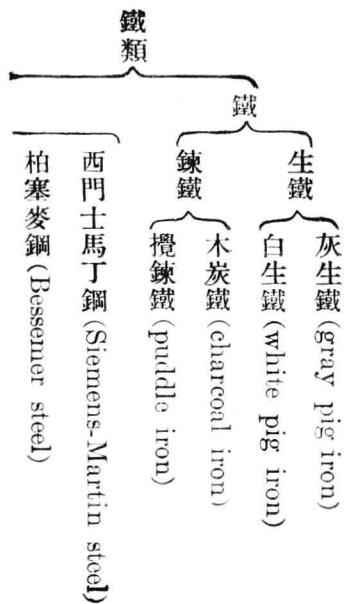 鐵類
鐵
生鐵
灰生鐵(gray pig iron)
白生鐵(white pig iron)
鍊鐵
木炭鐵(charcoal iron)
攪鍊鐵(puddle iron)
西門士馬丁鋼(Siemens-Martin steel)
柏塞麥鋼(Bessemer steel)